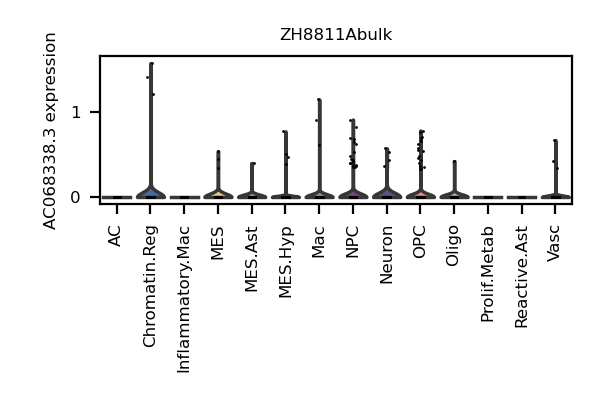 ZH8811Abulk
AC068338.3 expression
1
0
AC
Chromatin.Reg
Inflammatory.Mac
MES
MES.Ast
MES.Hyp
Mac
NPC
Neuron
OPC
Oligo
Prolif.Metab
Reactive.Ast
Vasc